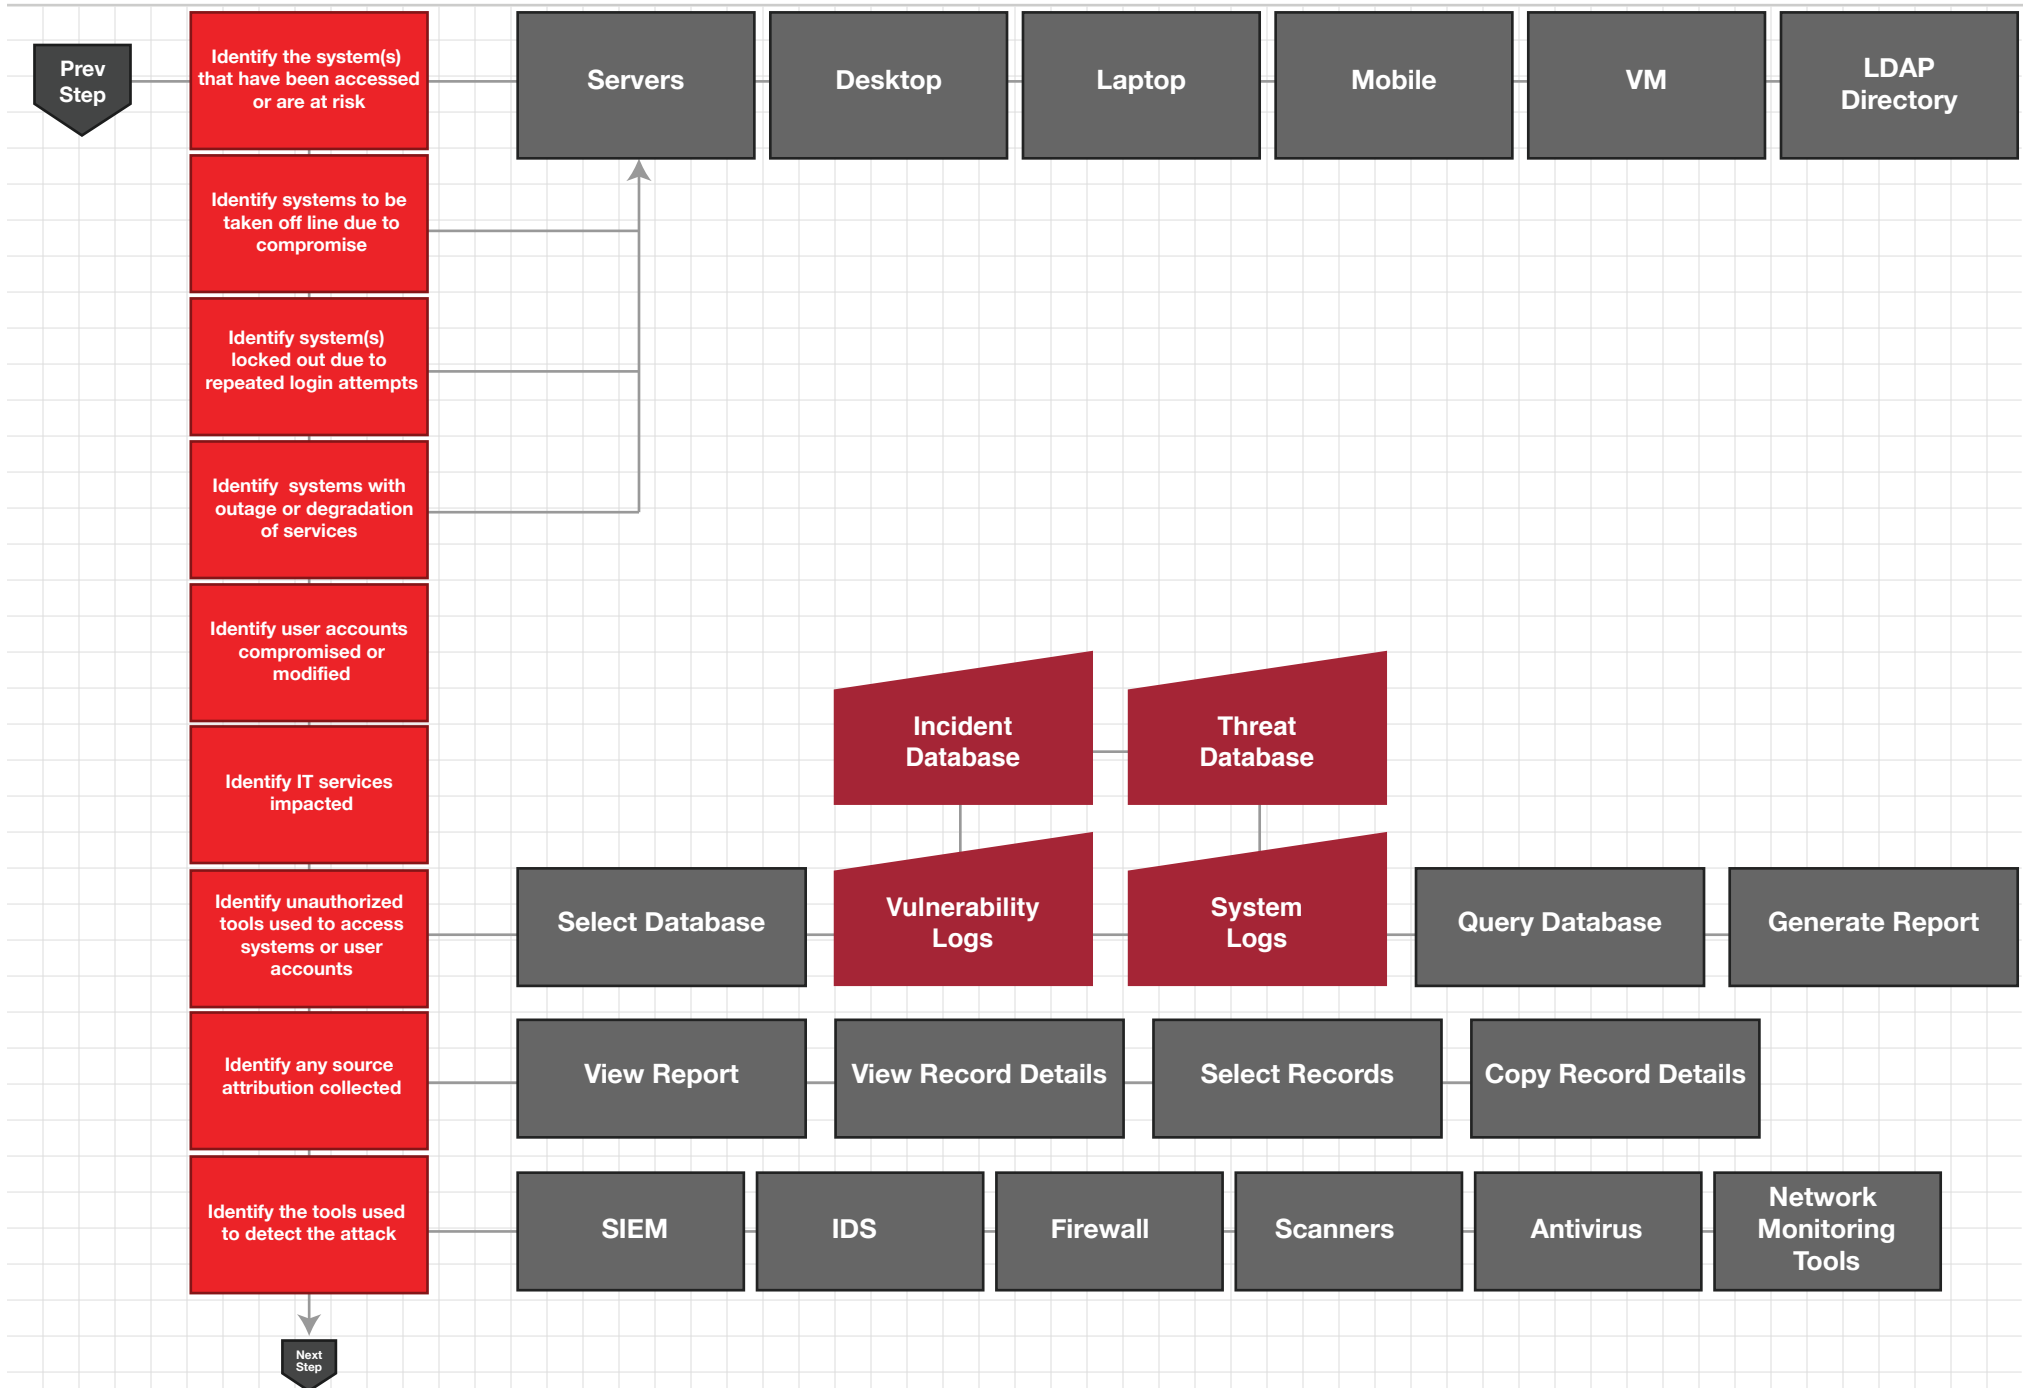 Prev
Step
Identify the system(s)
that have been accessed
or are at risk
Servers
Desktop
Laptop
Mobile
VM
LDAP
Directory
Identify systems to be
taken off line due to
compromise
Identify system(s)
locked out due to
repeated login attempts
Identify systems with
outage or degradation
of services
Identify user accounts
compromised or
modified
Identify IT services
impacted
Incident
Database
Threat
Database
Identify unauthorized
tools used to access
systems or user
accounts
Select Database
Vulnerability
Logs
System
Logs
Query Database
Generate Report
Identify any source
attribution collected
View Report
View Record Details
Select Records
Copy Record Details
Identify the tools used
to detect the attack
SIEM
IDS
Firewall
Scanners
Antivirus
Network
Monitoring
Tools
Next
Step